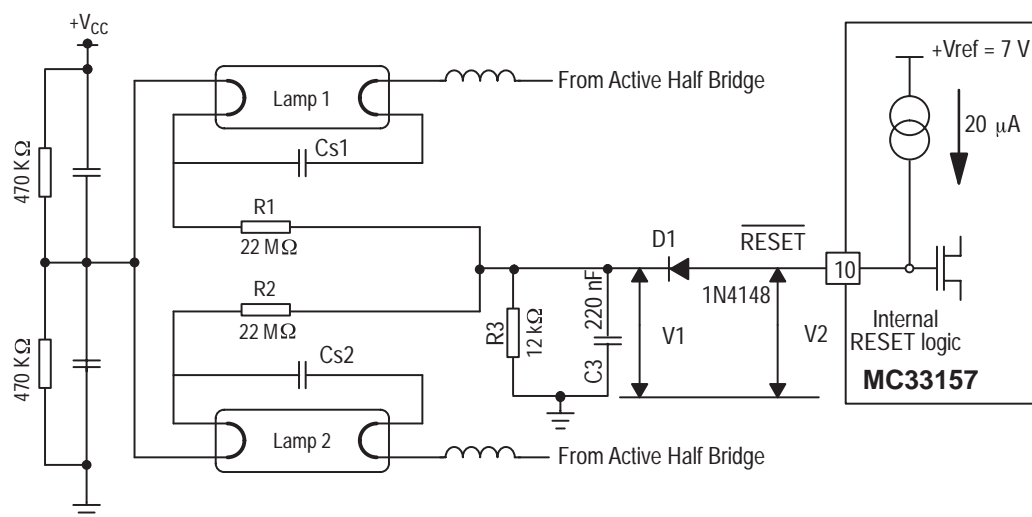 +VCC
470 KΩ
470 KΩ
Lamp 1
From Active Half Bridge
Cs1
R1
22 MΩ
R2
22 MΩ
Cs2
Lamp 2
From Active Half Bridge
R3
12 kΩ
C3
220 nF
V1
D1
1N4148
RESET
V2
10
+Vref = 7 V
20 μA
Internal
RESET logic
MC33157